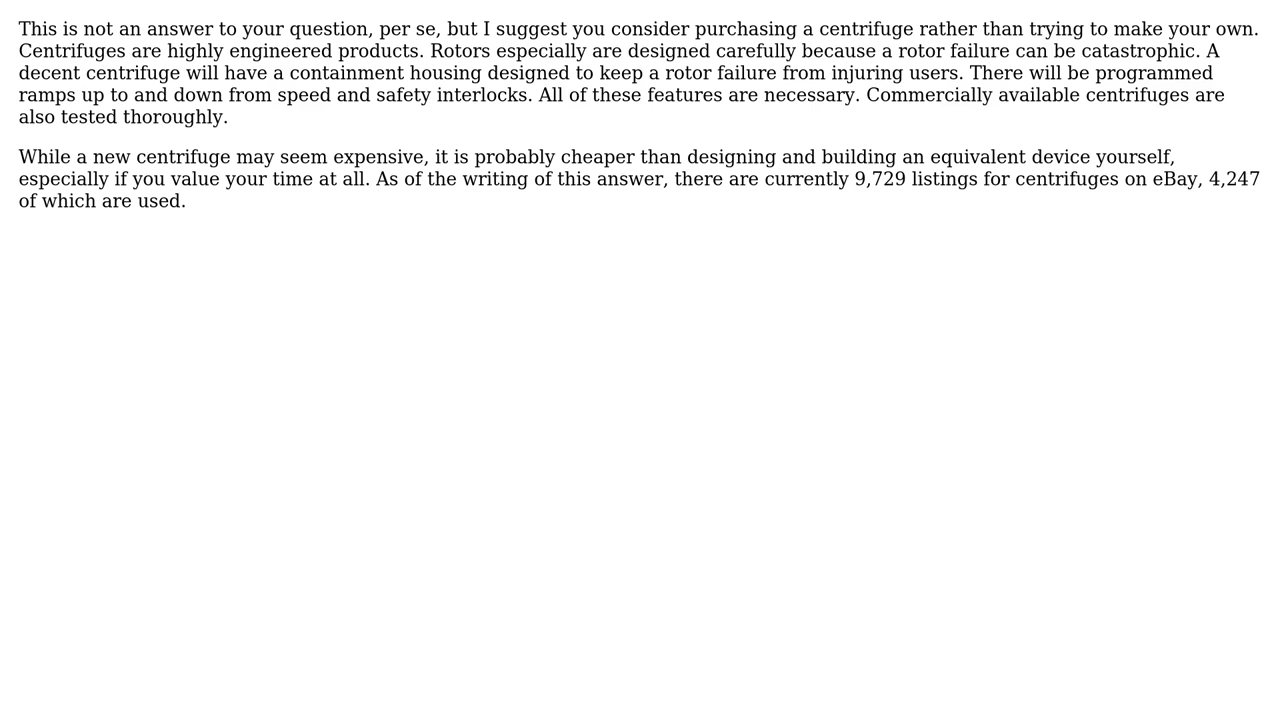 This is not an answer to your question, per se, but I suggest you consider purchasing a centrifuge rather than trying to make your own.
Centrifuges are highly engineered products. Rotors especially are designed carefully because a rotor failure can be catastrophic. A
decent centrifuge will have a containment housing designed to keep a rotor failure from injuring users. There will be programmed
ramps up to and down from speed and safety interlocks. All of these features are necessary. Commercially available centrifuges are
also tested thoroughly.
While a new centrifuge may seem expensive, it is probably cheaper than designing and building an equivalent device yourself,
especially if you value your time at all. As of the writing of this answer, there are currently 9,729 listings for centrifuges on eBay, 4,247
of which are used.